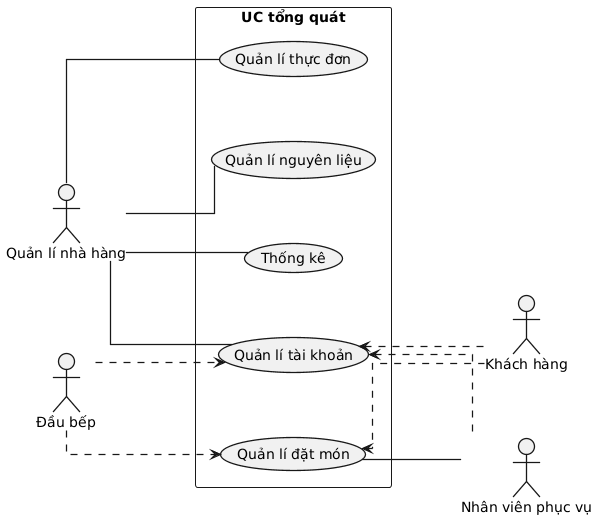 UC tổng quát
Quản lí thực đơn
Quản lí nguyên liệu
Quản lí nhà hàng
Thống kê
Quản lí tài khoản
Khách hàng
Đầu bếp
Quản lí đặt món
Nhân viên phục vụ